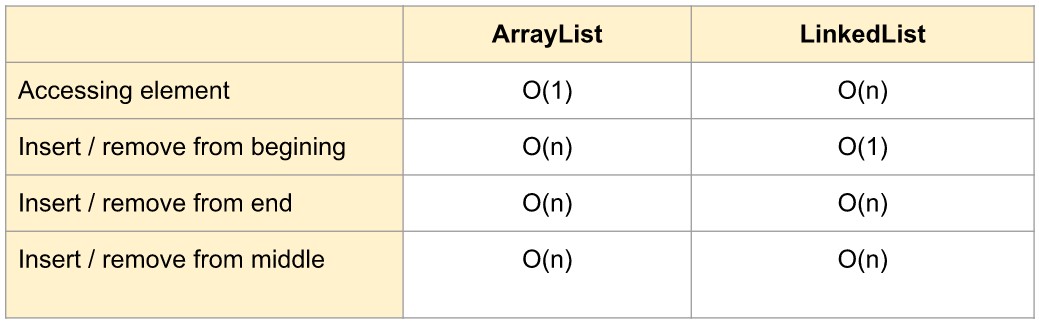 ArrayList LinkedList
Accessing element O(1) O(n)
Insert / remove from begining O(n) O(1)
Insert / remove from end O(n) O(n)
Insert / remove from middle O(n) O(n)